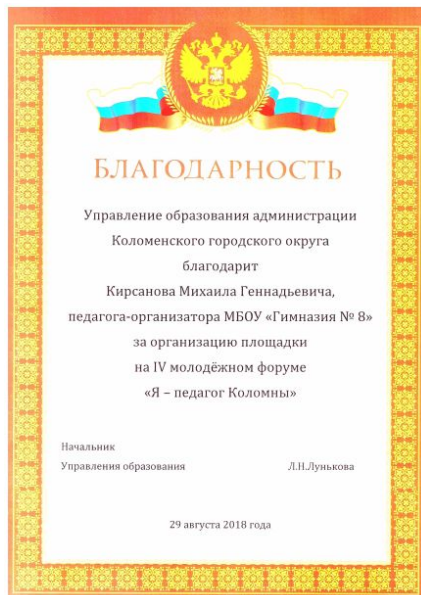 БЛАГОДАРНОСТЬ
Управление образования администрации
Коломенского городского округа
благодарит
Кирсанова Михаила Геннадьевича,
педагога-организатора МБОУ «Гимназия № 8»
за организацию площадки
на IV молодёжном форуме
«Я – педагог Коломны»
Начальник
Управления образования Л.Н.Лунькова
29 августа 2018 года